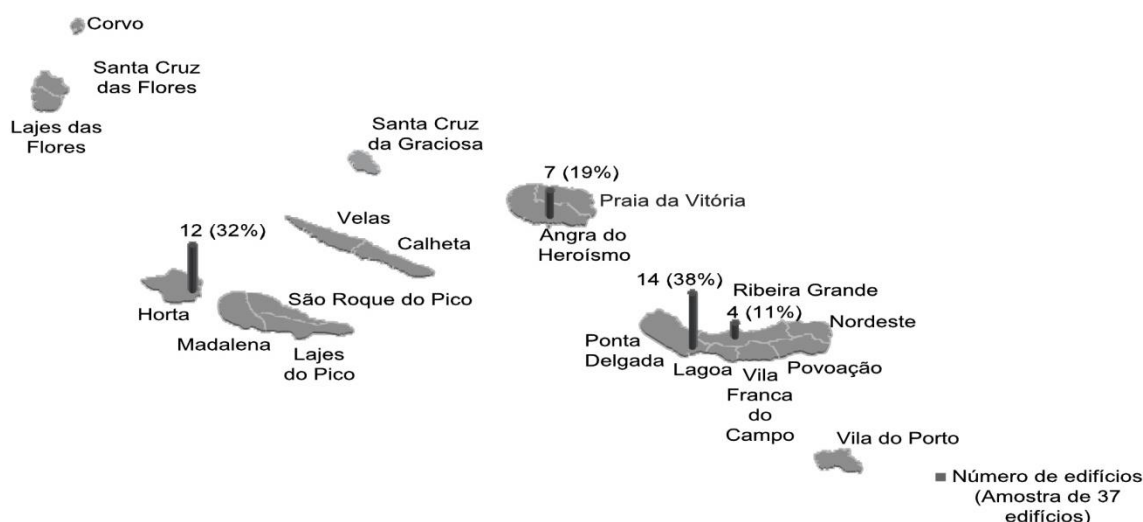 Corvo
Santa Cruz
das Flores
Lajes das
Flores
Santa Cruz
da Graciosa
7 (19%)
Praia da Vitória
Angra do
Heroísmo
Velas
12 (32%)
Calheta
14 (38%)
Ribeira Grande
São Roque do Pico
4 (11%)
Horta
Nordeste
Madalena
Ponta
Delgada
Lajes
do Pico
Lagoa
Povoação
Vila
Franca
do
Campo
Vila do Porto
Número de edifícios
(Amostra de 37
edifícios)